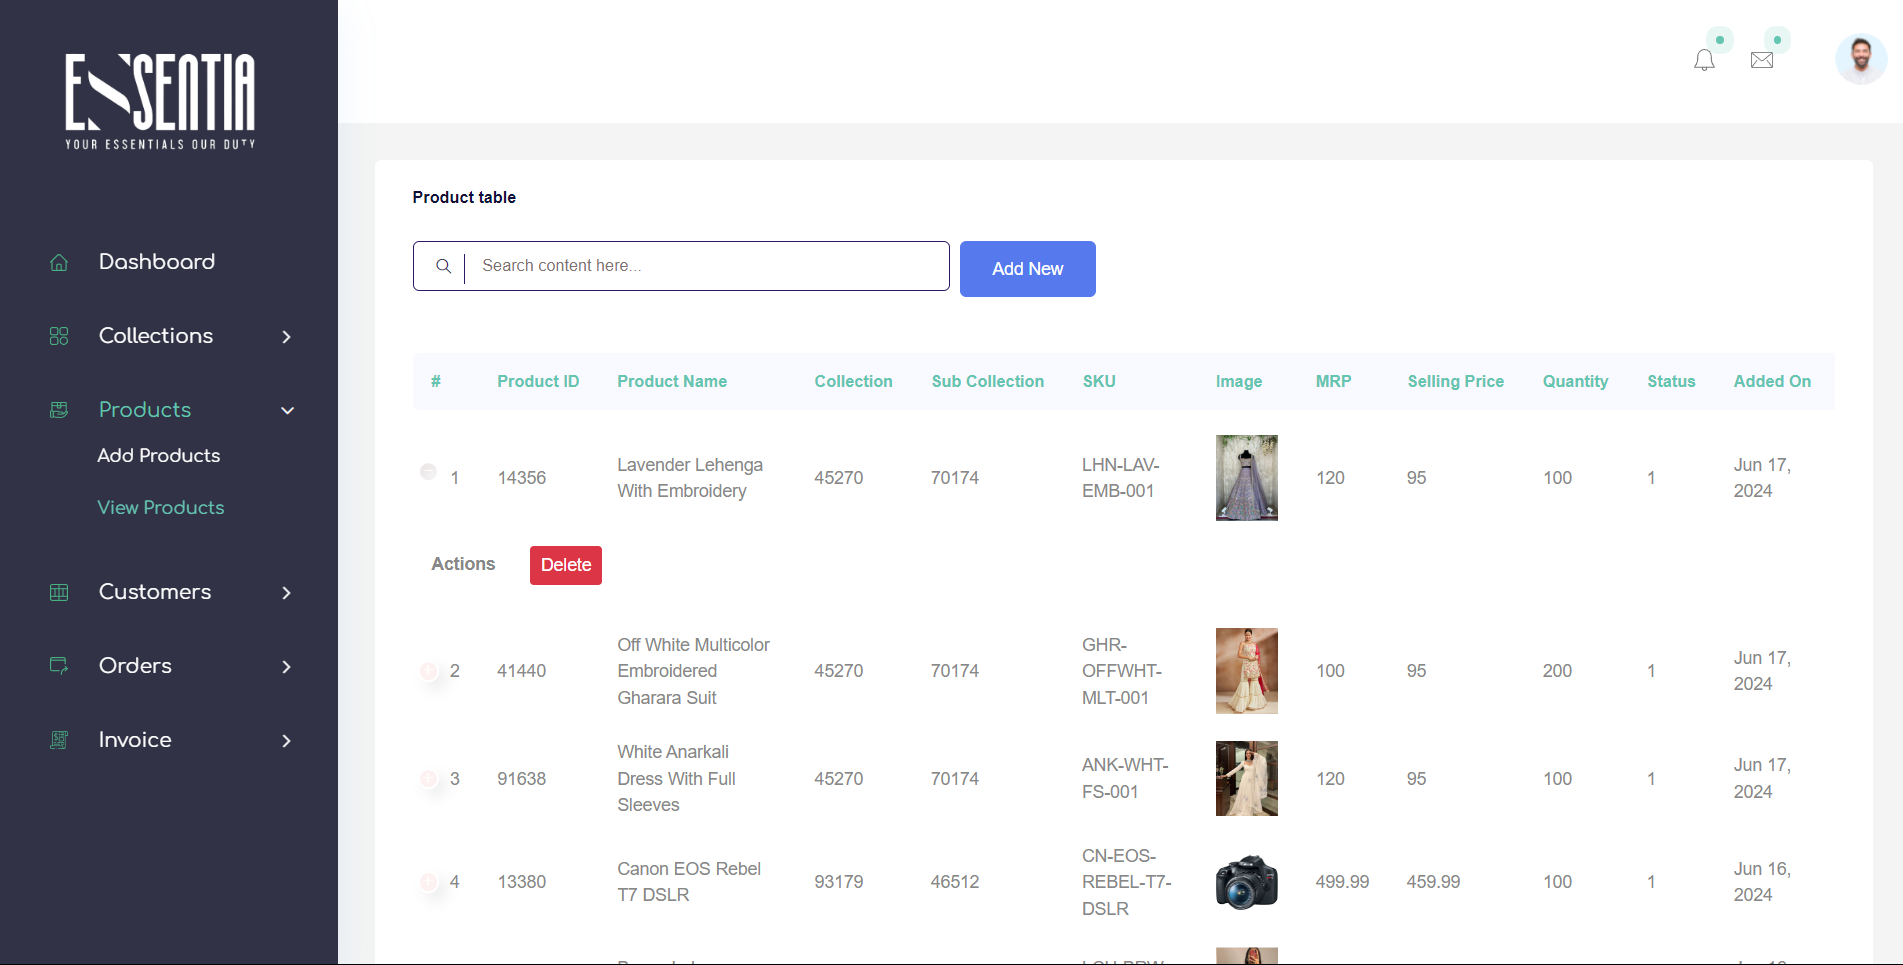 ESSENTIA
YOUR ESSENTIALS OUR DUTY
Dashboard
Collections
Products
Add Products
View Products
Customers
Orders
Invoice
Product table
Search content here...
Add New
# Product ID Product Name Collection Sub Collection SKU Image MRP Selling Price Quantity Status Added On
1 14356 Lavender Lehenga 45270 70174 LHN-LAV- 120 95 100 1 Jun 17,
With Embroidery EMB-001 2024
Actions Delete
Off White Multicolor GHR-
2 41440 Embroidered 45270 70174 OFFWHT- 100 95 200 1 Jun 17,
Gharara Suit MLT-001 2024
White Anarkali
3 91638 Dress With Full 45270 70174 ANK-WHT- 120 95 100 1 Jun 17,
Sleeves FS-001 2024
CN-EOS-
4 13380 Canon EOS Rebel 93179 46512 REBEL-T7- 499.99 459.99 100 1 Jun 16,
T7 DSLR DSLR 2024